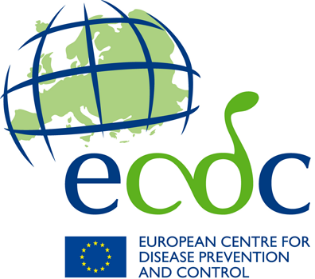 ecdc
EUROPEAN CENTRE FOR
DISEASE PREVENTION
AND CONTROL